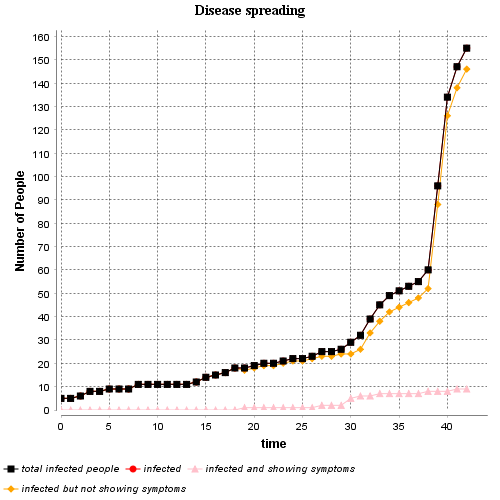 Disease spreading
160
150
140
130
120
110
100
90
80
70
60
50
40
30
20
10
0
Number of People
0 5 10 15 20 25 30 35 40
time
total infected people infected infected and showing symptoms
infected but not showing symptoms